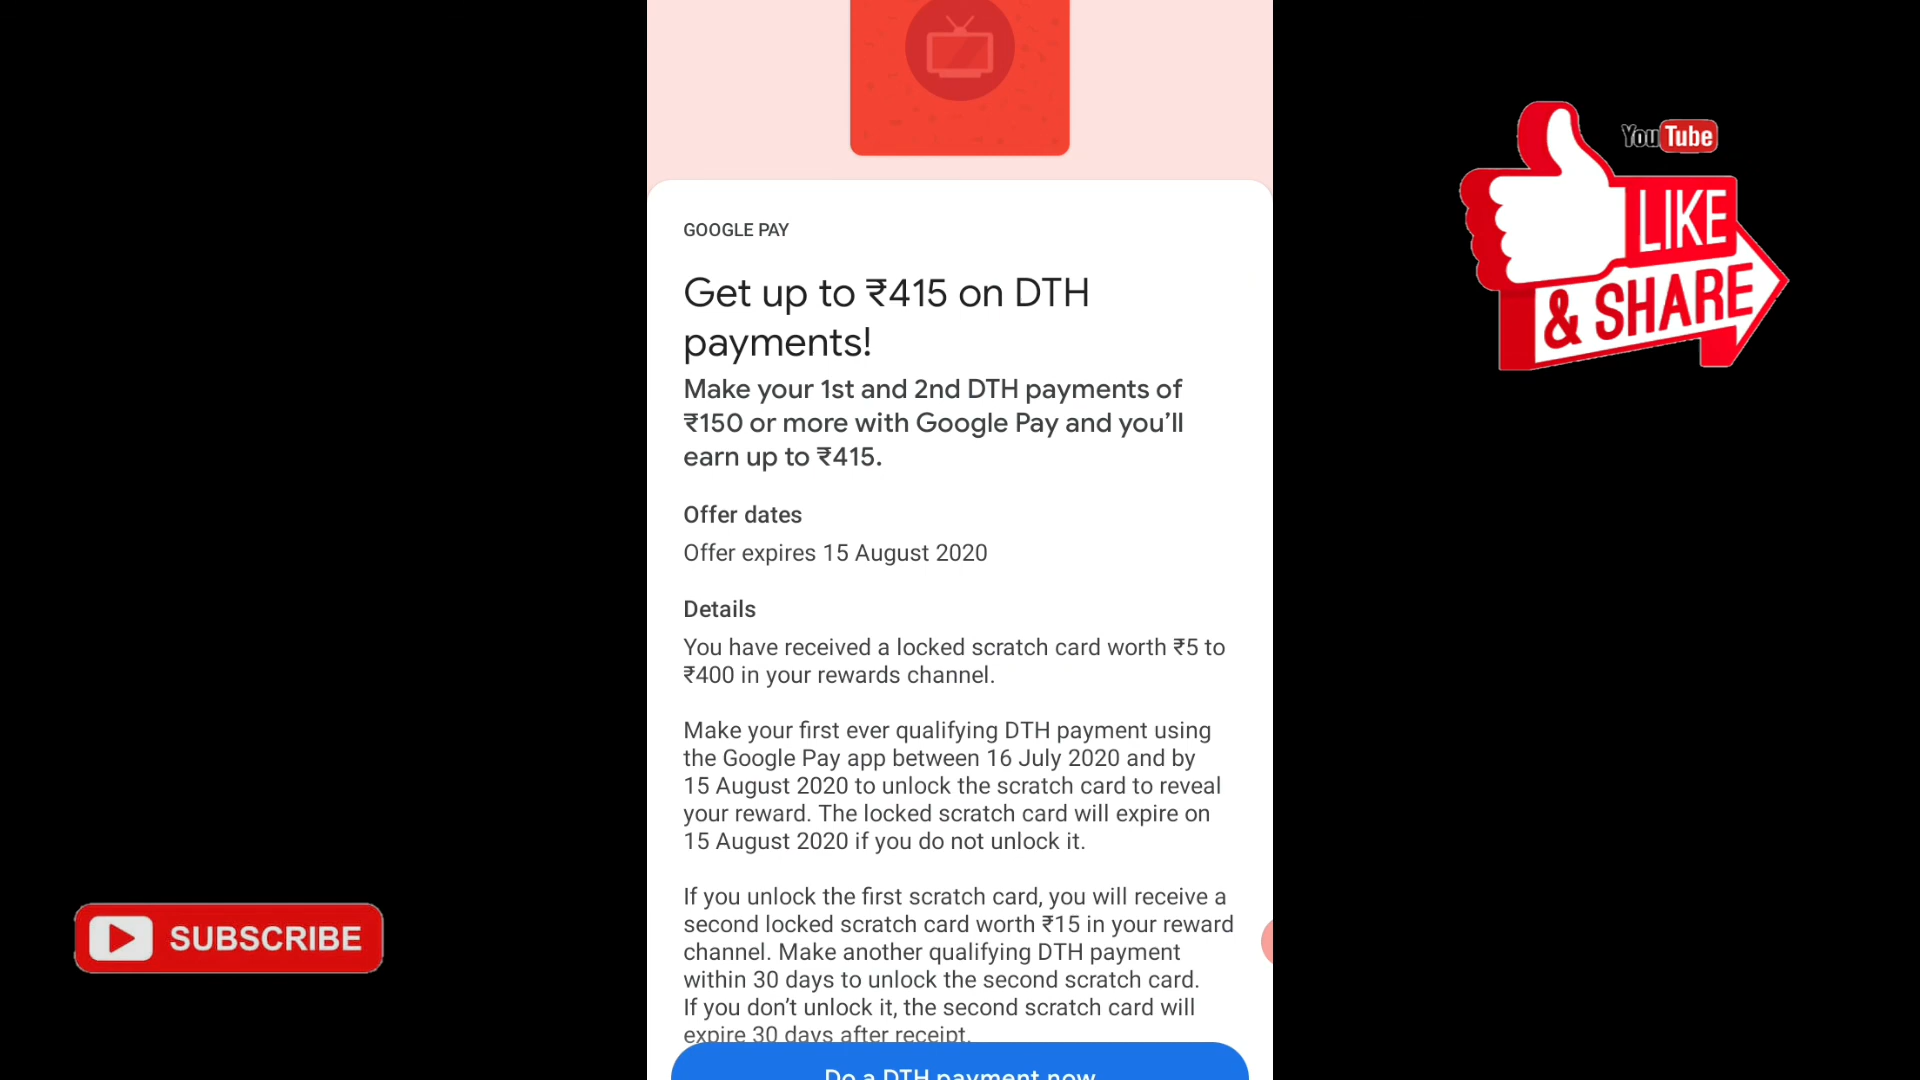 GOOGLE PAY
Get up to ₹415 on DTH
payments!
Make your 1st and 2nd DTH payments of
₹150 or more with Google Pay and you’ll
earn up to ₹415.
Offer dates
Offer expires 15 August 2020
Details
You have received a locked scratch card worth ₹5 to
₹400 in your rewards channel.
Make your first ever qualifying DTH payment using
the Google Pay app between 16 July 2020 and by
15 August 2020 to unlock the scratch card to reveal
your reward. The locked scratch card will expire on
15 August 2020 if you do not unlock it.
If you unlock the first scratch card, you will receive a
second locked scratch card worth ₹15 in your reward
channel. Make another qualifying DTH payment
within 30 days to unlock the second scratch card.
If you don’t unlock it, the second scratch card will
expire 30 days after receipt.
Do a DTH payment now
YouTube
LIKE
& SHARE
SUBSCRIBE